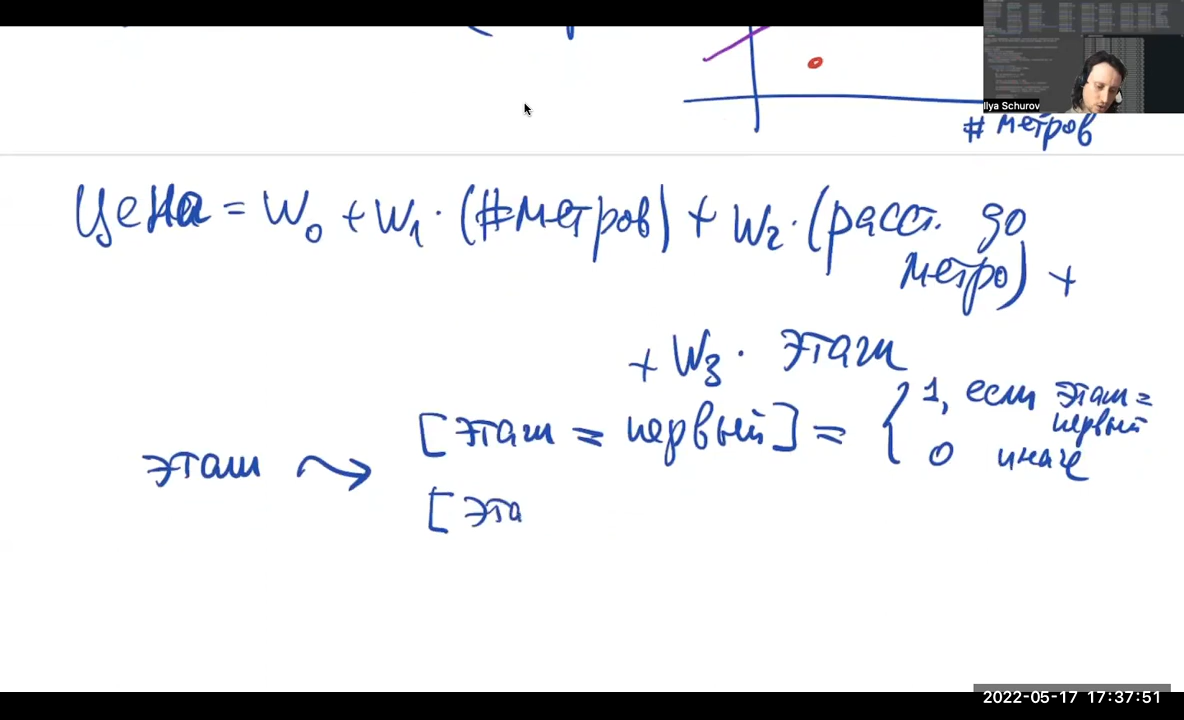 Ilya Schurov
# метров
Цена = w₀ + w₁ · (#метров) + w₂ · (расст. до
метро) +
+ w₃ · этаж
[этаж = первый] = { 1, если этаж =
первый
0 иначе
этаж ⤳
[эта
2022-05-17 17:37:51